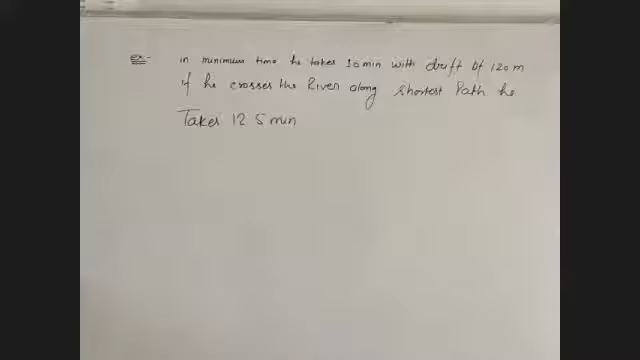 Ex:- in minimum time he takes 10 min with drift of 120 m
if he crosses the River along shortest Path he
Takes 12 5 min